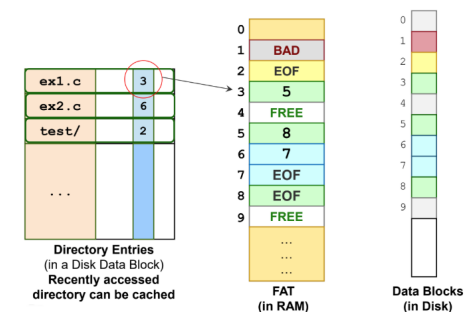 ex1.c 3
ex2.c 6
test/ 2
...
Directory Entries
(in a Disk Data Block)
Recently accessed
directory can be cached
0
1 BAD
2 EOF
3 5
4 FREE
5 8
6 7
7 EOF
8 EOF
9 FREE
...
...
...
FAT
(in RAM)
0
1
2
3
4
5
6
7
8
9
Data Blocks
(in Disk)